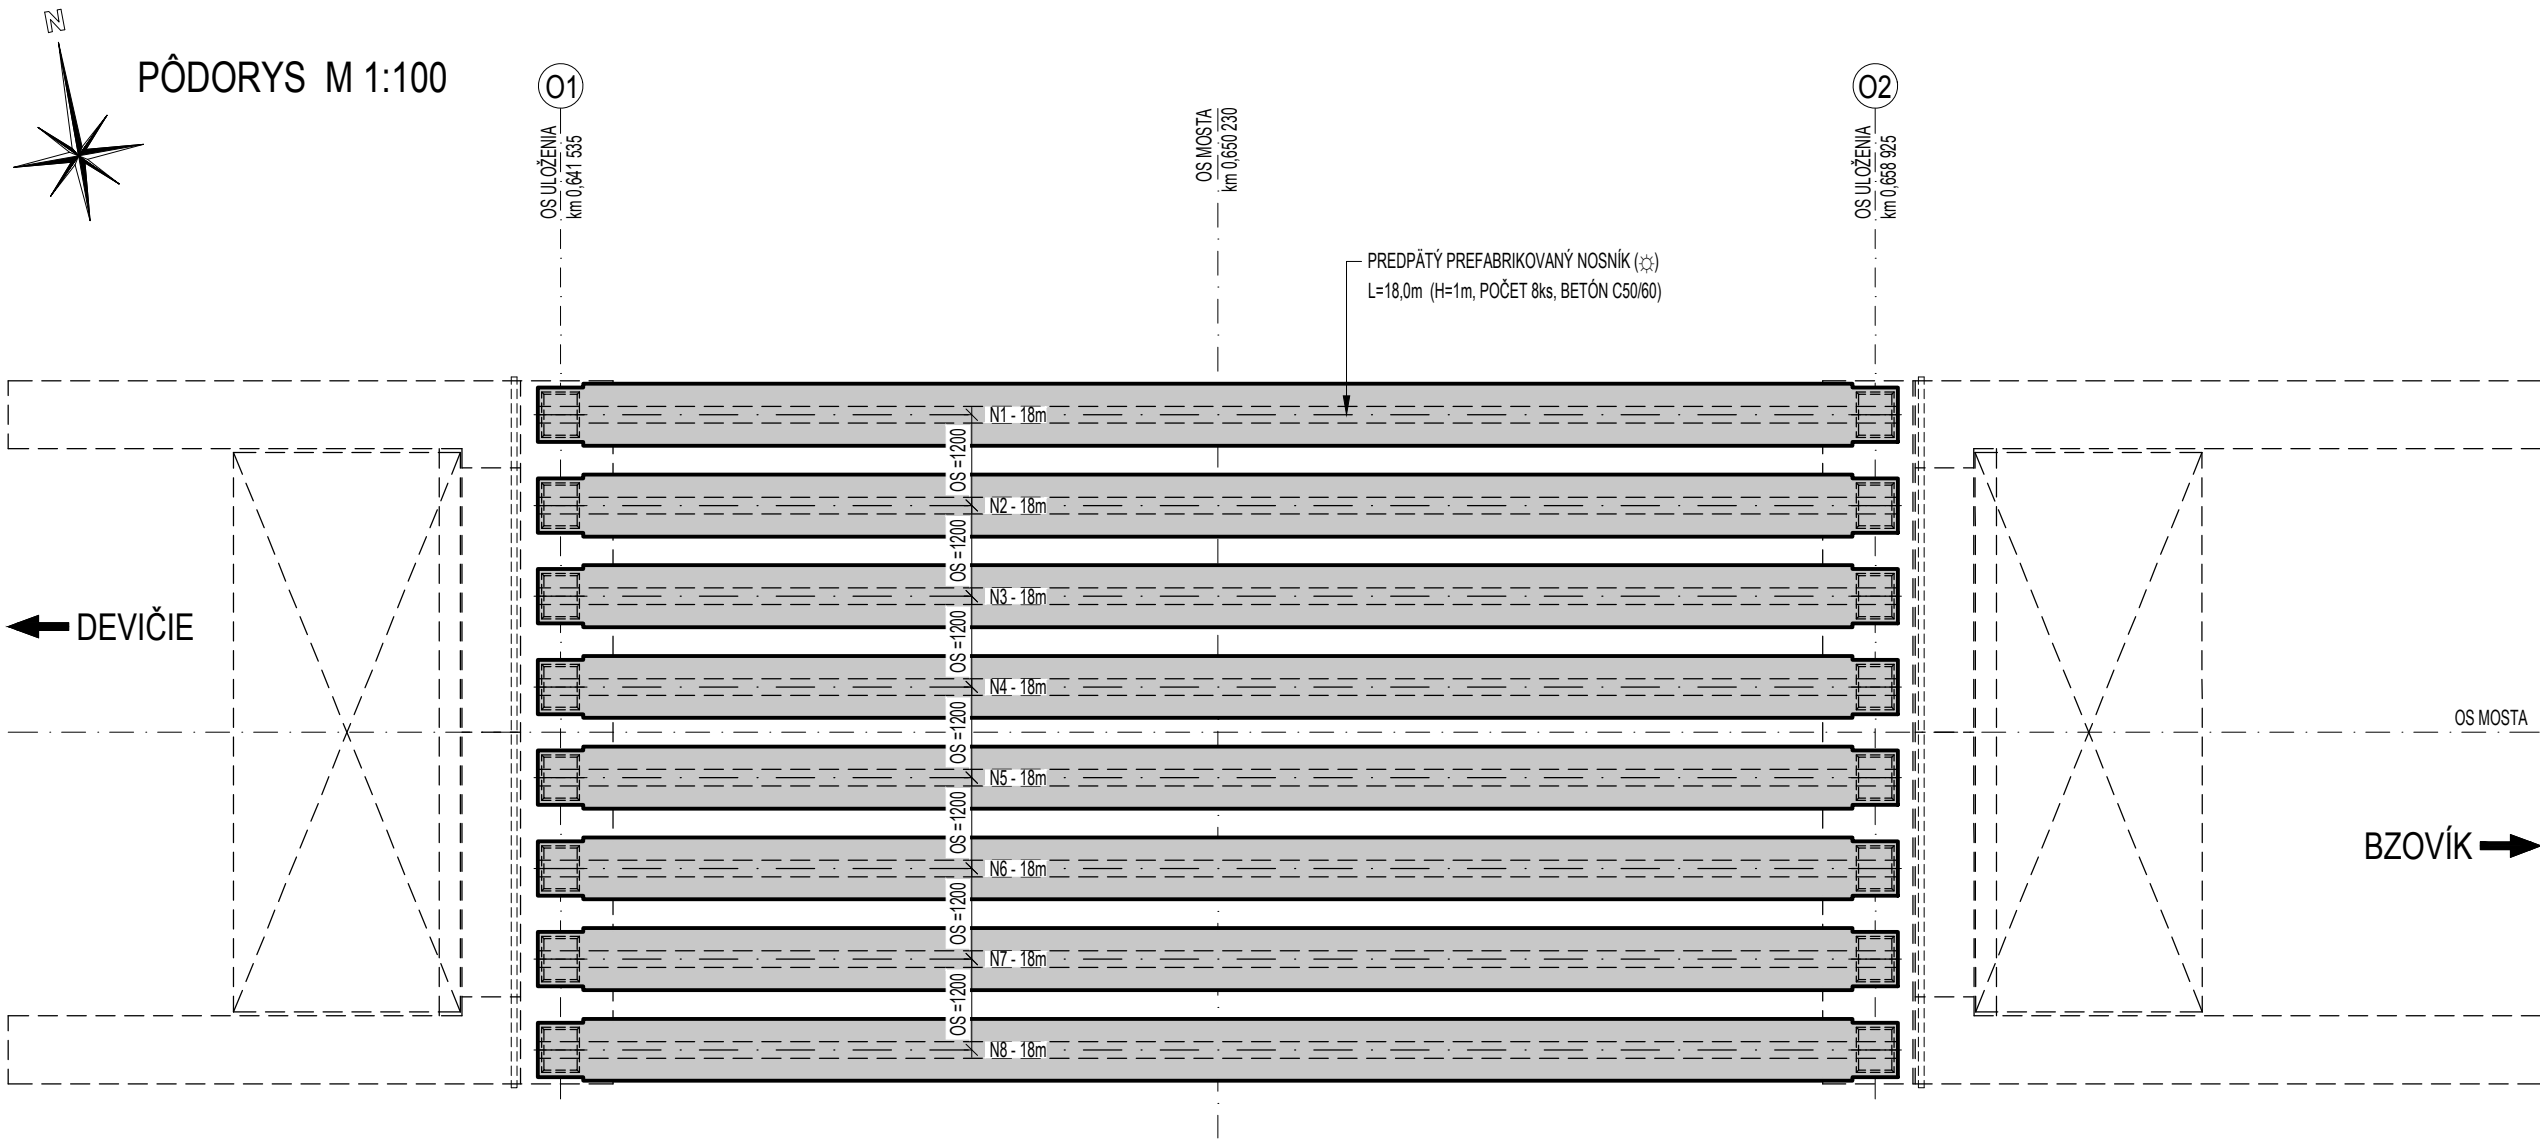 N
PÔDORYS M 1:100
O1
OS ULOŽENIA
km 0,641 535
OS MOSTA
km 0,650 230
O2
OS ULOŽENIA
km 0,658 925
PREDPÄTÝ PREFABRIKOVANÝ NOSNÍK (☼)
L=18,0m (H=1m, POČET 8ks, BETÓN C50/60)
N1 - 18m
OS =1200
N2 - 18m
OS =1200
N3 - 18m
OS =1200
N4 - 18m
OS =1200
N5 - 18m
OS =1200
N6 - 18m
OS =1200
N7 - 18m
OS =1200
N8 - 18m
DEVIČIE
OS MOSTA
BZOVÍK